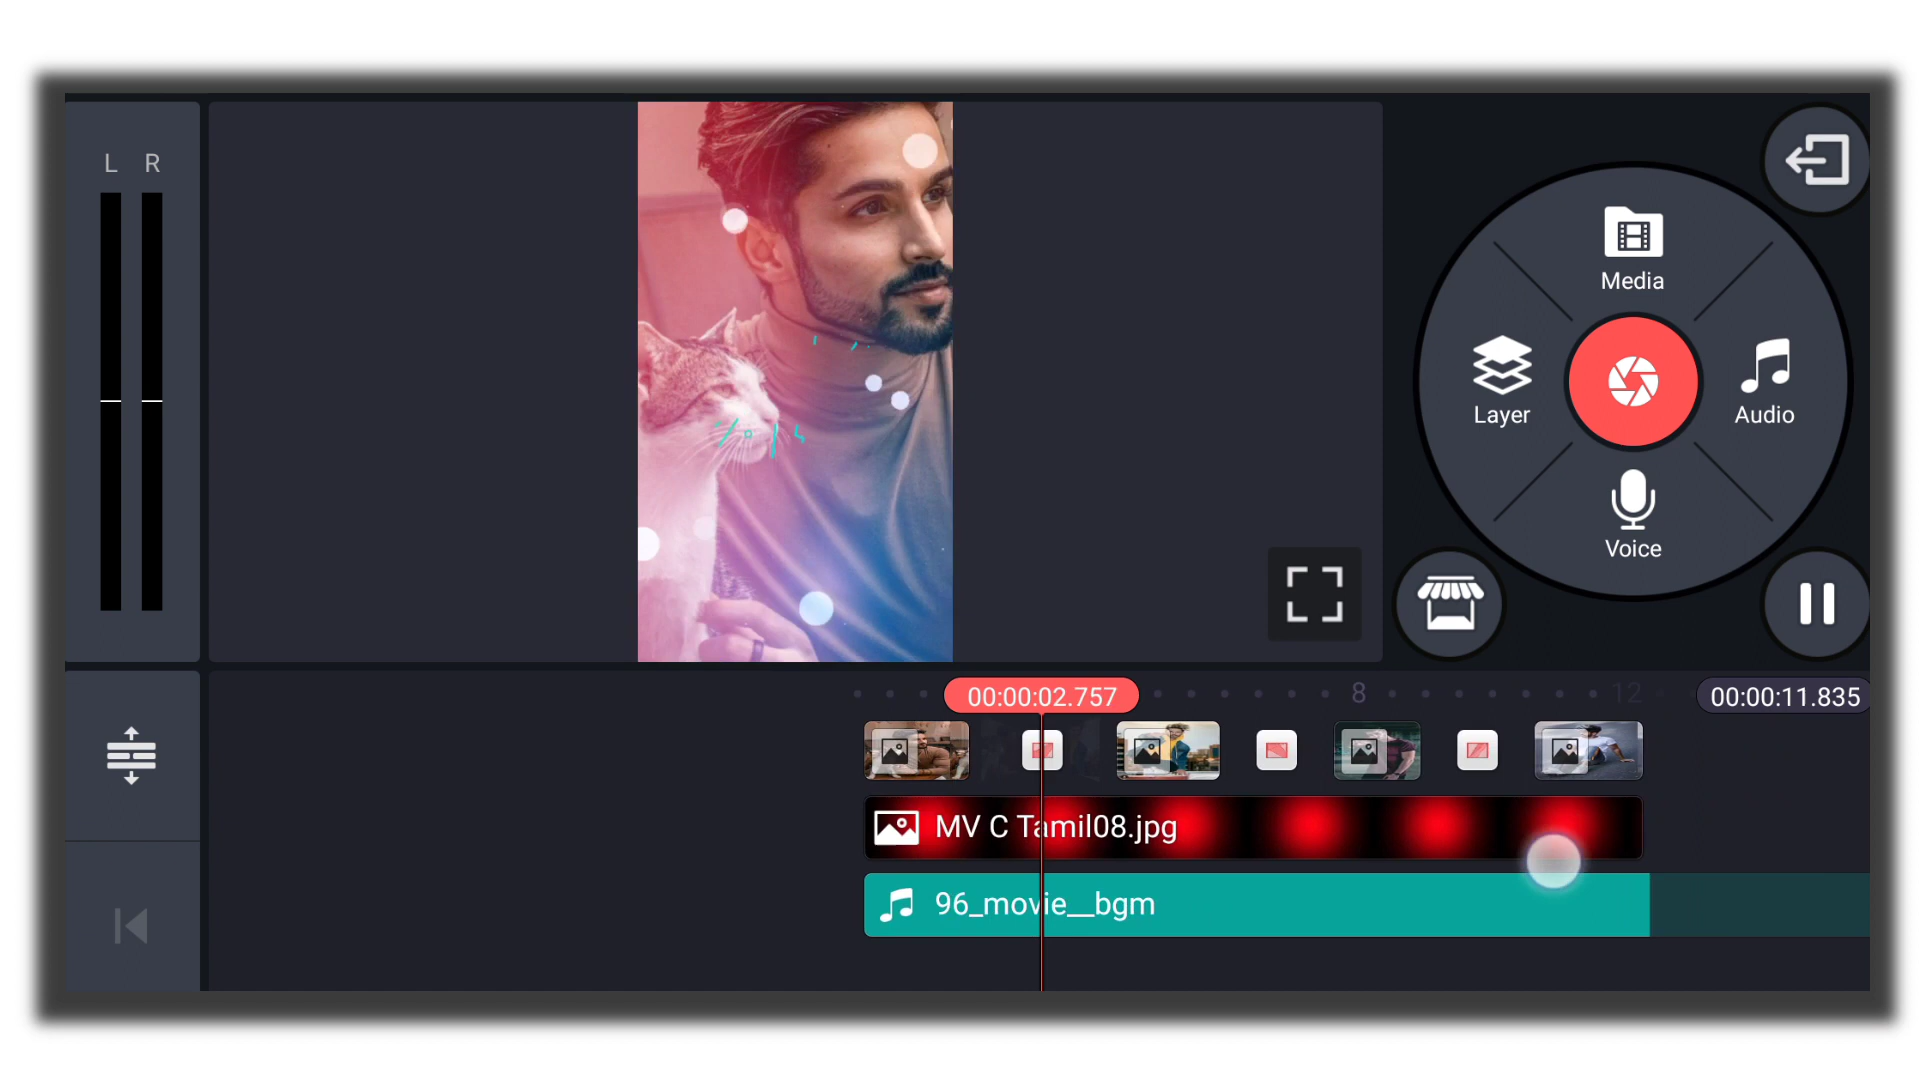 L R
Media
Layer
Audio
Voice
00:00:02.757
8
12
00:00:11.835
MV C Tamil08.jpg
96_movie__bgm